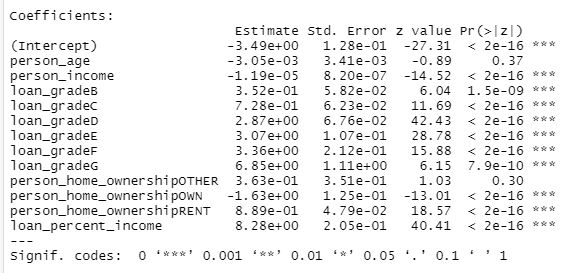 Coefficients:
Estimate Std. Error z value Pr(>|z|)
(Intercept) -3.49e+00 1.28e-01 -27.31 < 2e-16 ***
person_age -3.05e-03 3.41e-03 -0.89 0.37
person_income -1.19e-05 8.20e-07 -14.52 < 2e-16 ***
loan_gradeB 3.52e-01 5.82e-02 6.04 1.5e-09 ***
loan_gradeC 7.28e-01 6.23e-02 11.69 < 2e-16 ***
loan_gradeD 2.87e+00 6.76e-02 42.43 < 2e-16 ***
loan_gradeE 3.07e+00 1.07e-01 28.78 < 2e-16 ***
loan_gradeF 3.36e+00 2.12e-01 15.88 < 2e-16 ***
loan_gradeG 6.85e+00 1.11e+00 6.15 7.9e-10 ***
person_home_ownershipOTHER 3.63e-01 3.51e-01 1.03 0.30
person_home_ownershipOWN -1.63e+00 1.25e-01 -13.01 < 2e-16 ***
person_home_ownershipRENT 8.89e-01 4.79e-02 18.57 < 2e-16 ***
loan_percent_income 8.28e+00 2.05e-01 40.41 < 2e-16 ***
---
Signif. codes: 0 ‘***’ 0.001 ‘**’ 0.01 ‘*’ 0.05 ‘.’ 0.1 ‘ ’ 1